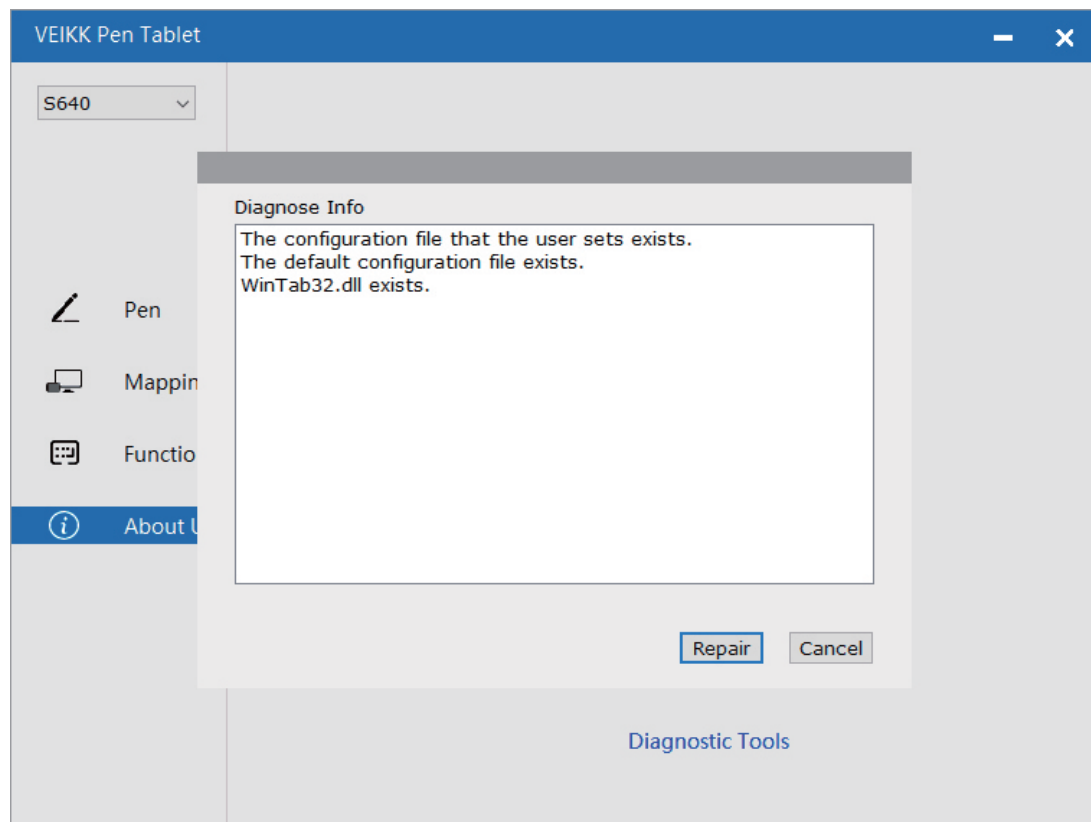 VEIKK Pen Tablet
S640
Diagnose Info
The configuration file that the user sets exists.
The default configuration file exists.
WinTab32.dll exists.
Pen
Mappin
Functio
About U
Repair
Cancel
Diagnostic Tools